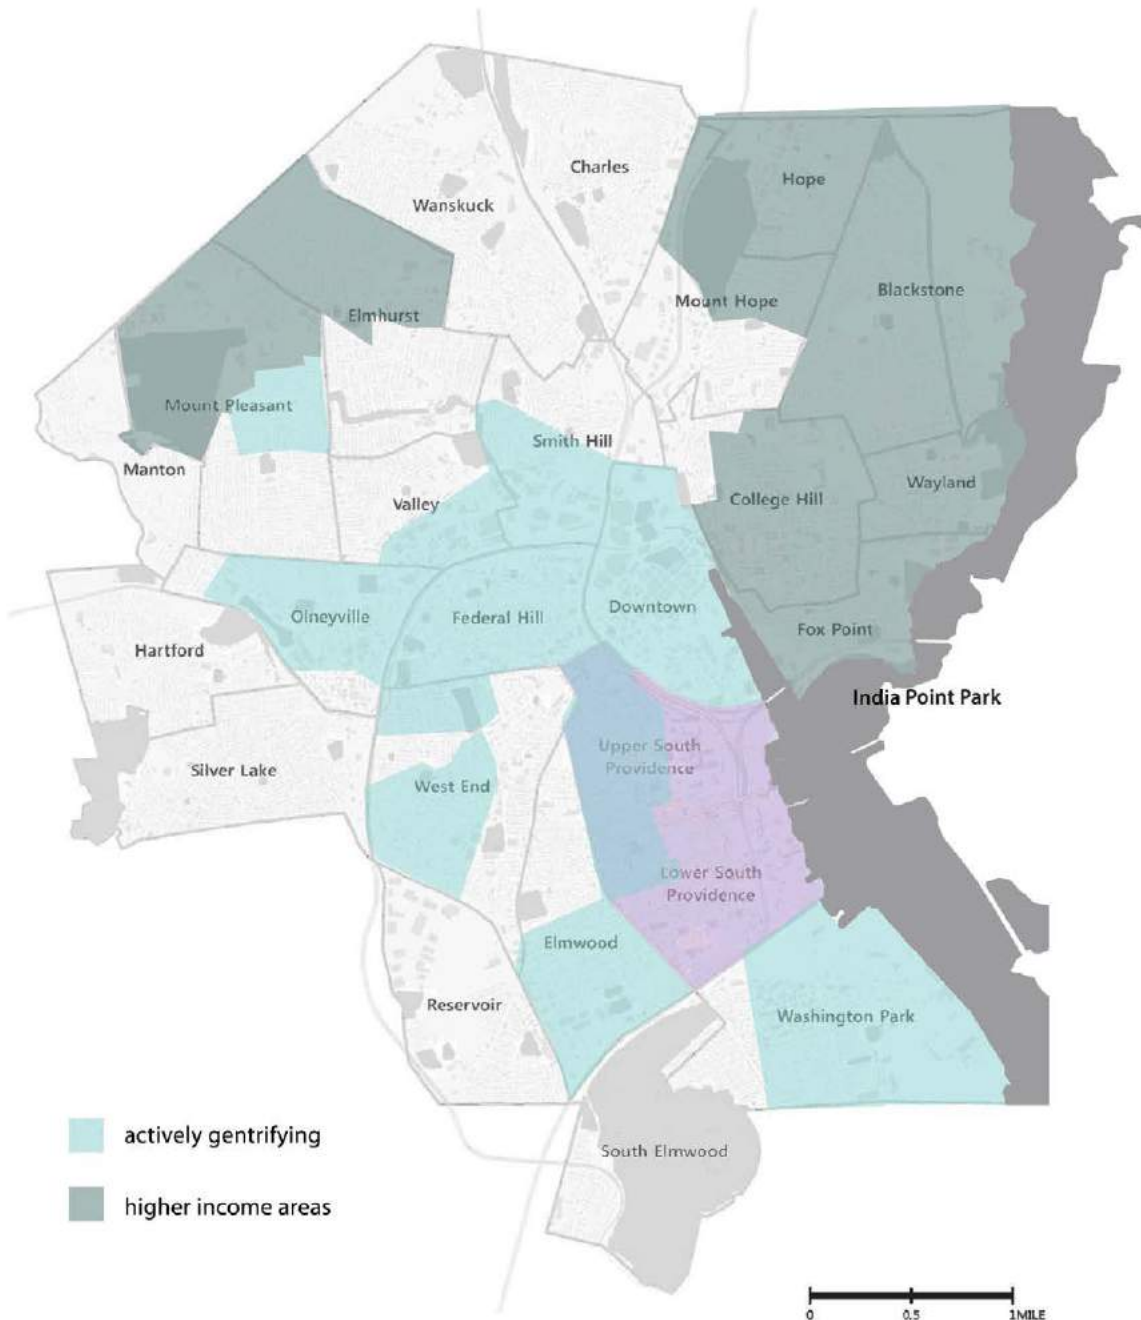 Charles
Hope
Wanskuck
Blackstone
Mount Hope
Elmhurst
Mount Pleasant
Smith Hill
Manton
Wayland
College Hill
Valley
Downtown
Olneyville
Federal Hill
Fox Point
Hartford
India Point Park
Upper South
Providence
Silver Lake
West End
Lower South
Providence
Elmwood
Reservoir
Washington Park
actively gentrifying
South Elmwood
higher income areas
0
0.5
1MILE